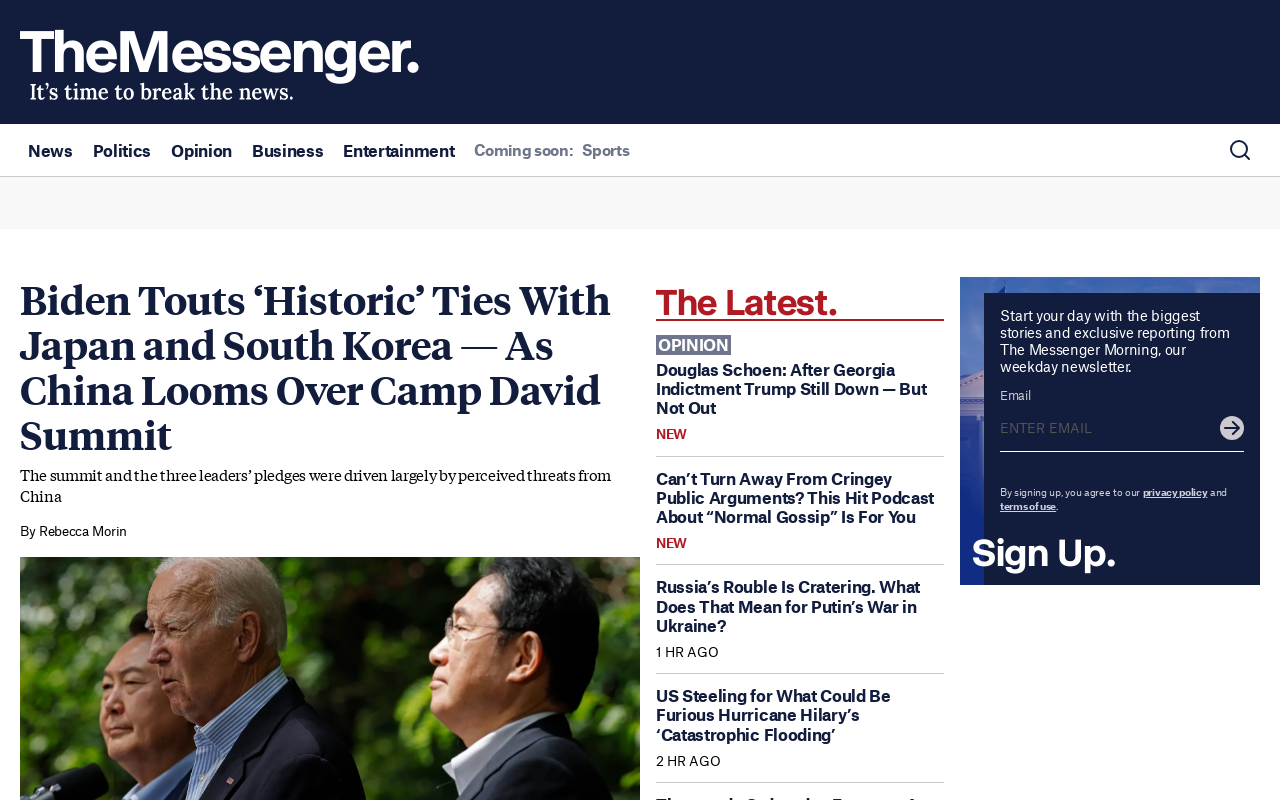 TheMessenger.
It's time to break the news.
News Politics Opinion Business Entertainment Coming soon: Sports
Biden Touts ‘Historic’ Ties With
Japan and South Korea — As
China Looms Over Camp David
Summit
The summit and the three leaders’ pledges were driven largely by perceived threats from
China
By Rebecca Morin
The Latest.
OPINION
Douglas Schoen: After Georgia
Indictment Trump Still Down — But
Not Out
NEW
Can’t Turn Away From Cringey
Public Arguments? This Hit Podcast
About “Normal Gossip” Is For You
NEW
Russia’s Rouble Is Cratering. What
Does That Mean for Putin’s War in
Ukraine?
1 HR AGO
US Steeling for What Could Be
Furious Hurricane Hilary’s
‘Catastrophic Flooding’
2 HR AGO
Start your day with the biggest
stories and exclusive reporting from
The Messenger Morning, our
weekday newsletter.
Email
ENTER EMAIL
By signing up, you agree to our privacy policy and
terms of use.
Sign Up.